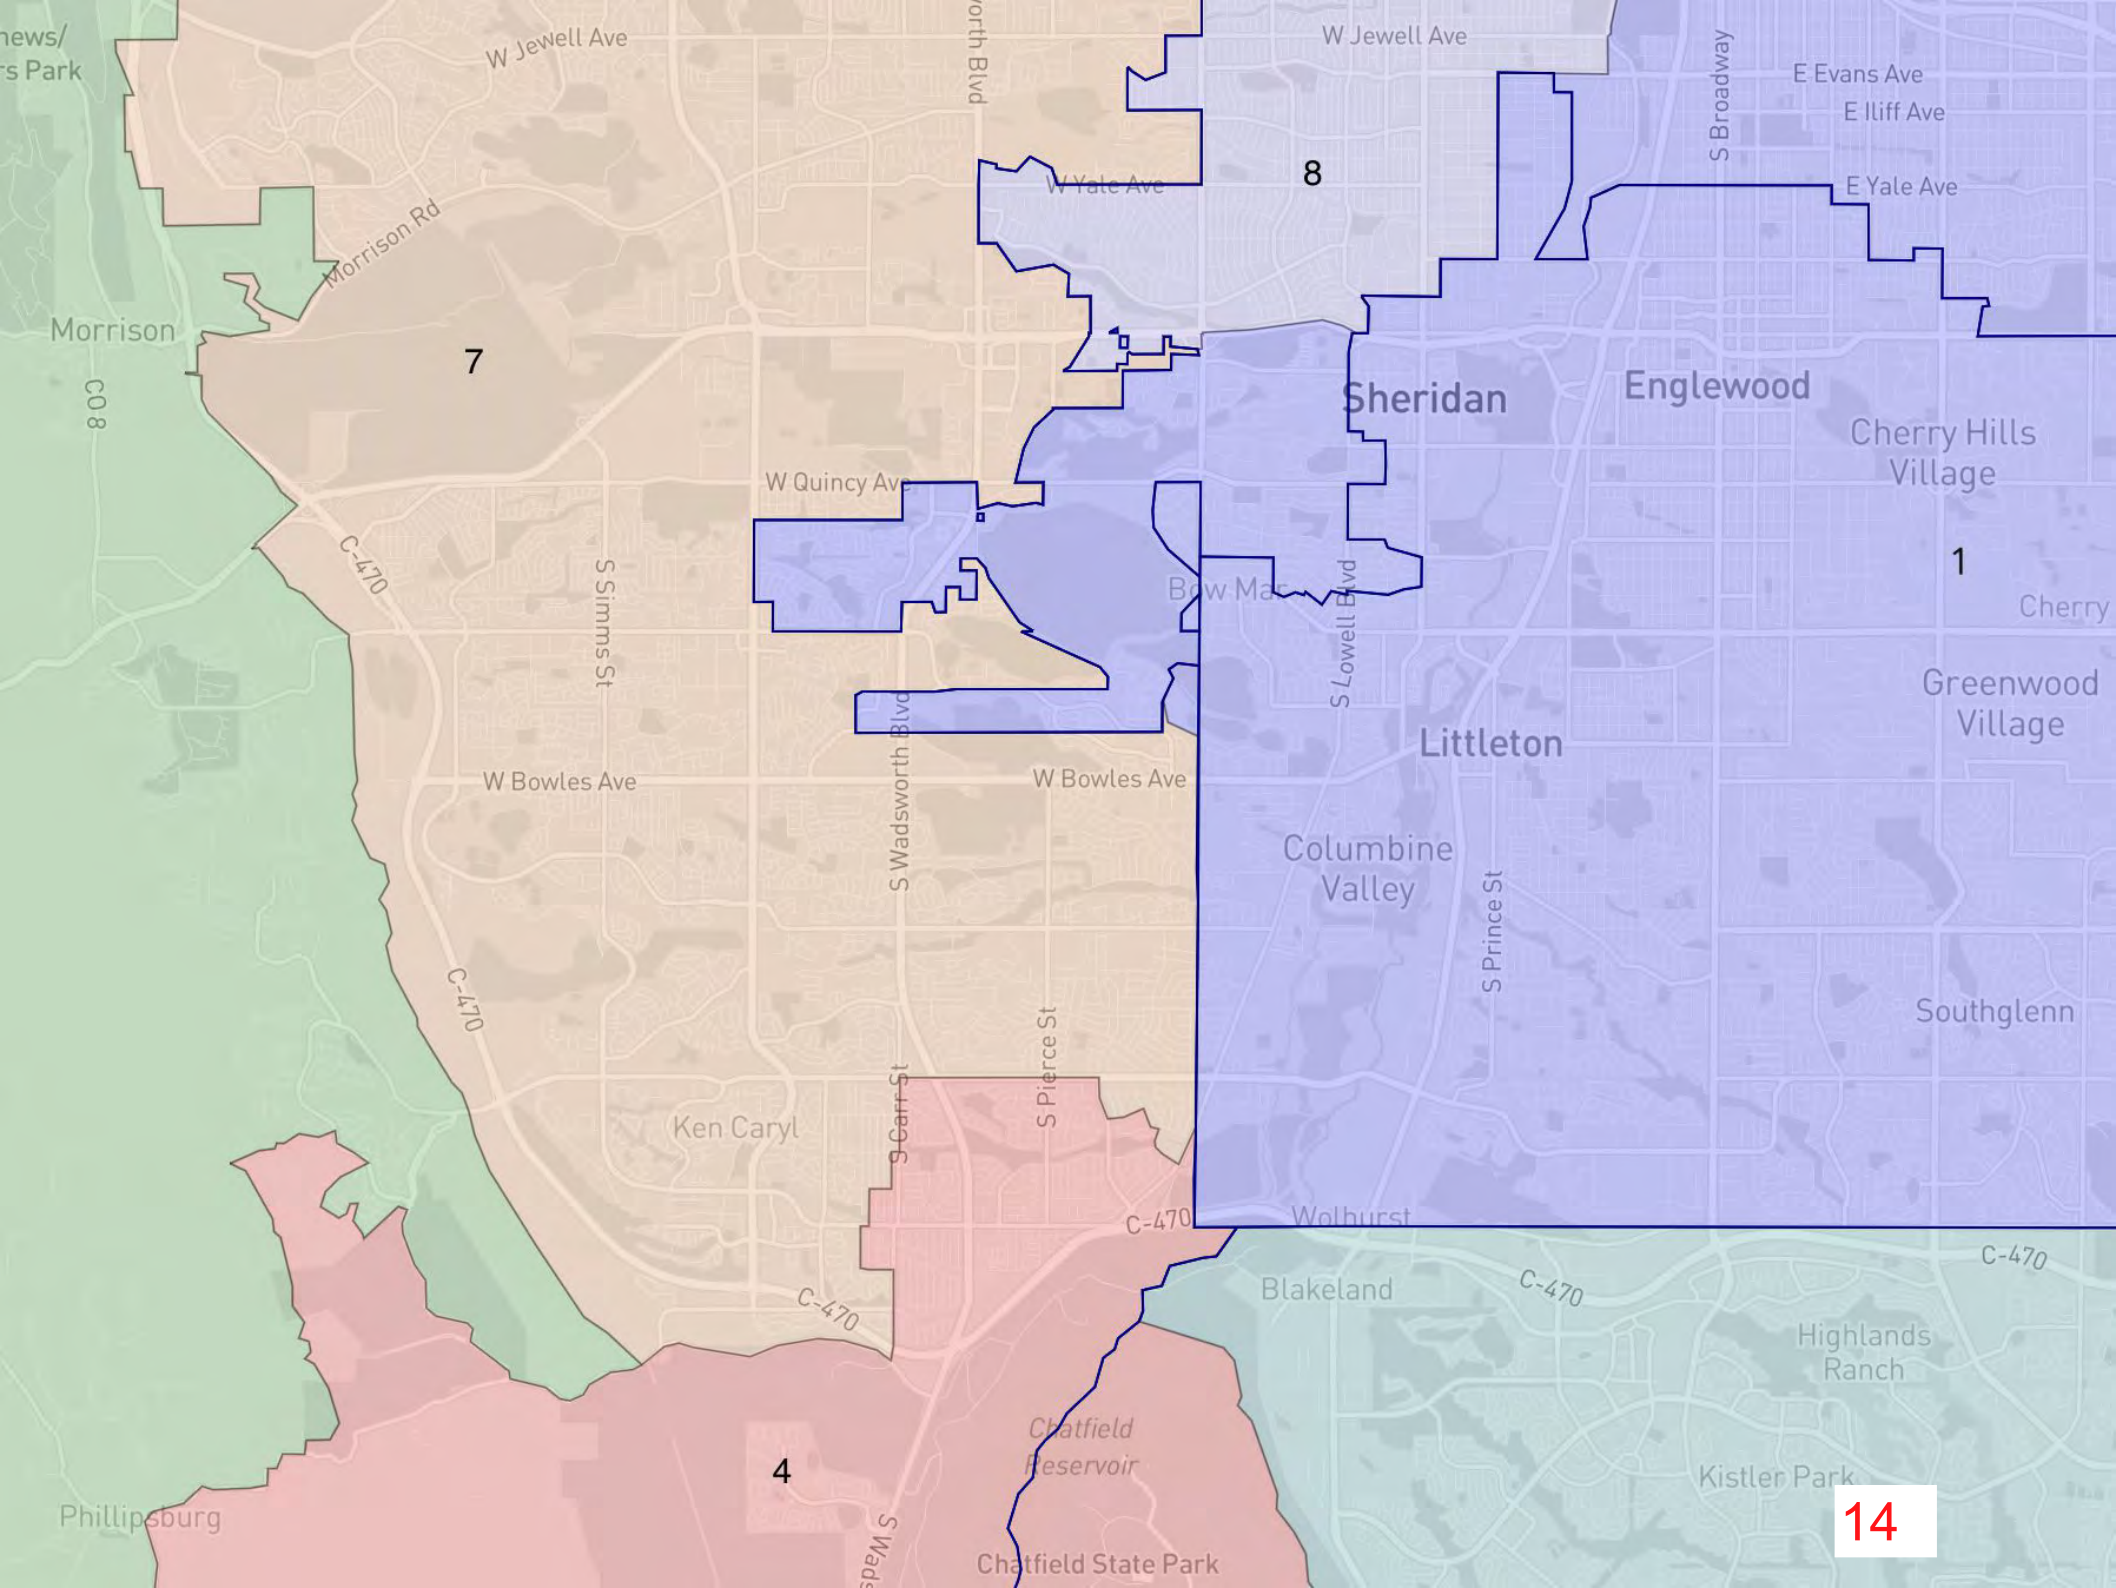 news/
rs Park
W Jewell Ave
orth Blvd
W Jewell Ave
S Broadway
E Evans Ave
E Iliff Ave
E Yale Ave
W Yale Ave
8
Morrison Rd
Morrison
7
CO 8
Sheridan
Englewood
Cherry Hills
Village
W Quincy Ave
C-470
S Simms St
Bow Mar
S Lowell Blvd
1
Cherry
Greenwood
Village
Littleton
W Bowles Ave
S Wadsworth Blvd
W Bowles Ave
Columbine
Valley
S Prince St
C-470
Southglenn
S Pierce St
Ken Caryl
S Carr St
C-470
Wolhurst
C-470
Blakeland
C-470
C-470
Highlands
Ranch
Chatfield
Reservoir
4
Kistler Park
14
Phillipsburg
S Wads
Chatfield State Park